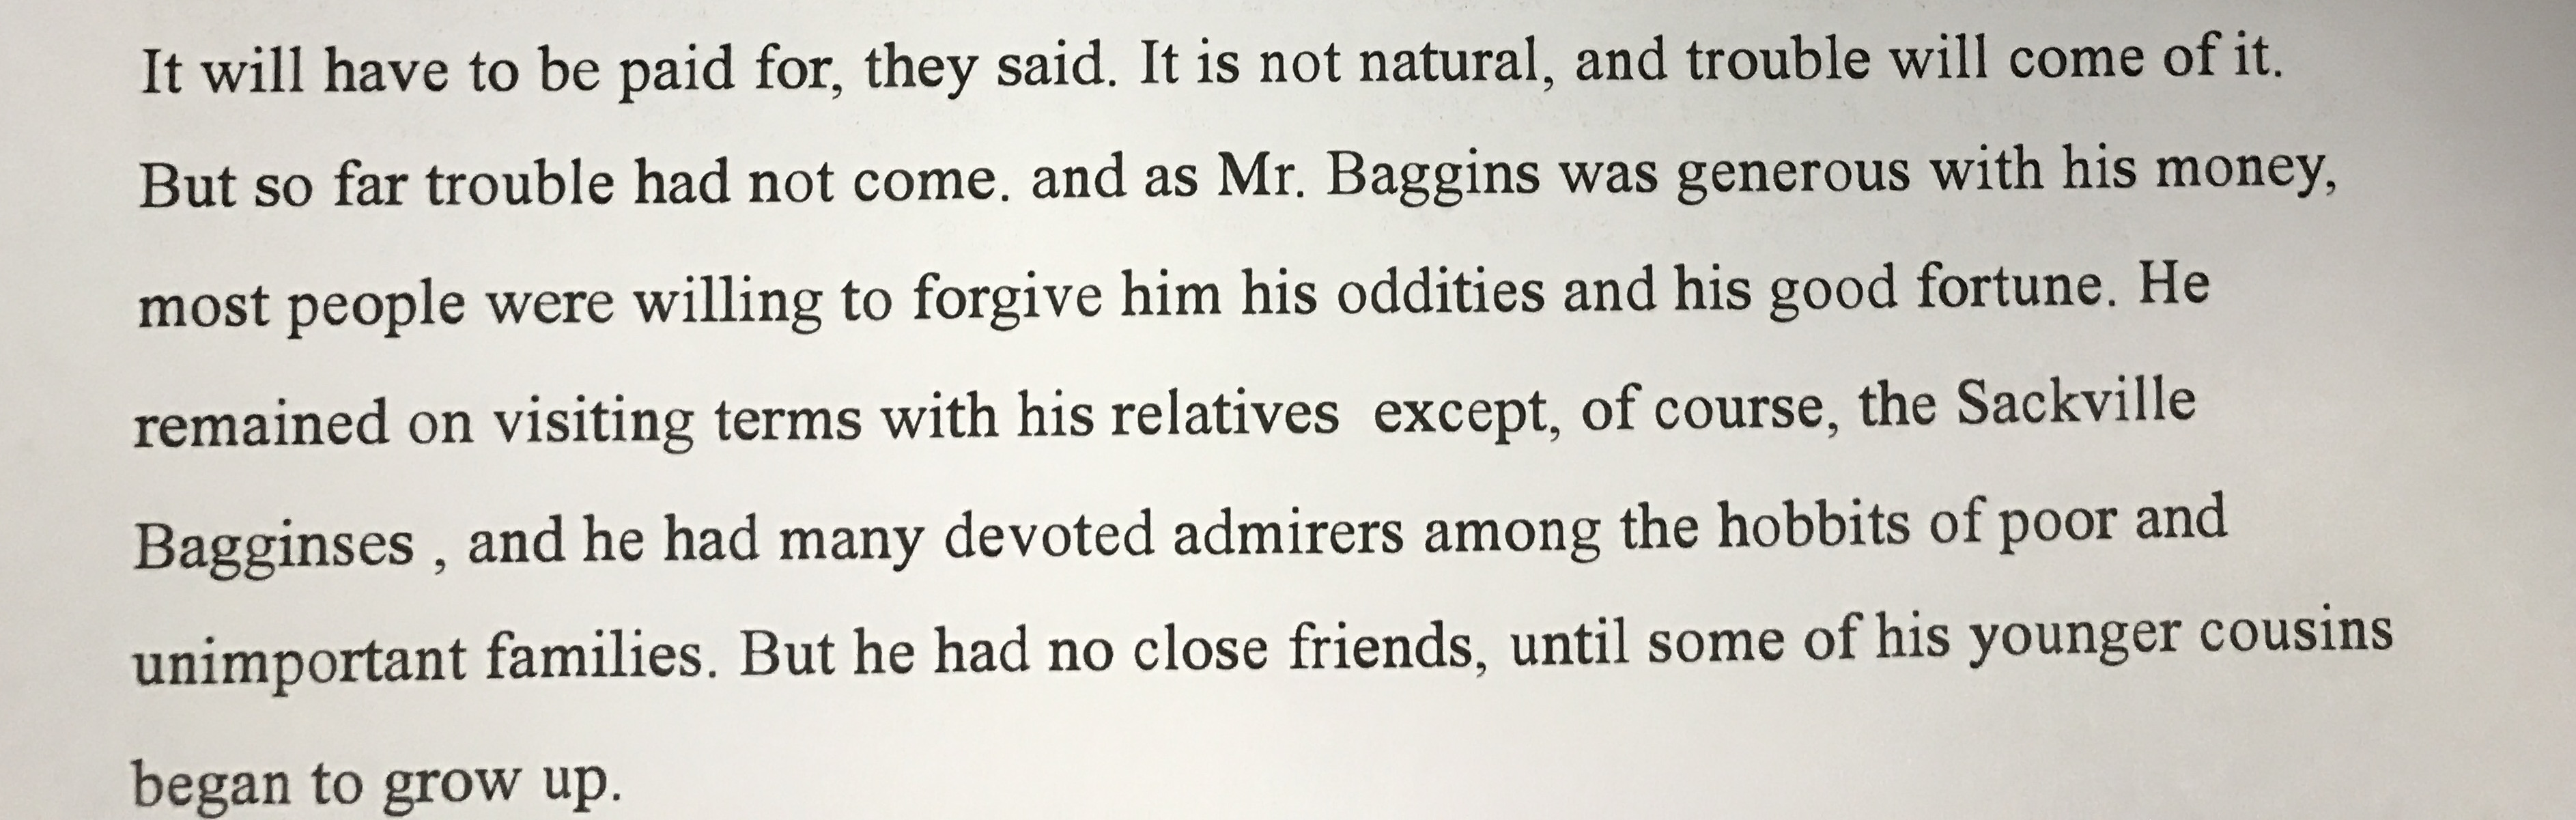 It will have to be paid for, they said. It is not natural, and trouble will come of it.
But so far trouble had not come. and as Mr. Baggins was generous with his money,
most people were willing to forgive him his oddities and his good fortune. He
remained on visiting terms with his relatives  except, of course, the Sackville
Bagginses , and he had many devoted admirers among the hobbits of poor and
unimportant families. But he had no close friends, until some of his younger cousins
began to grow up.